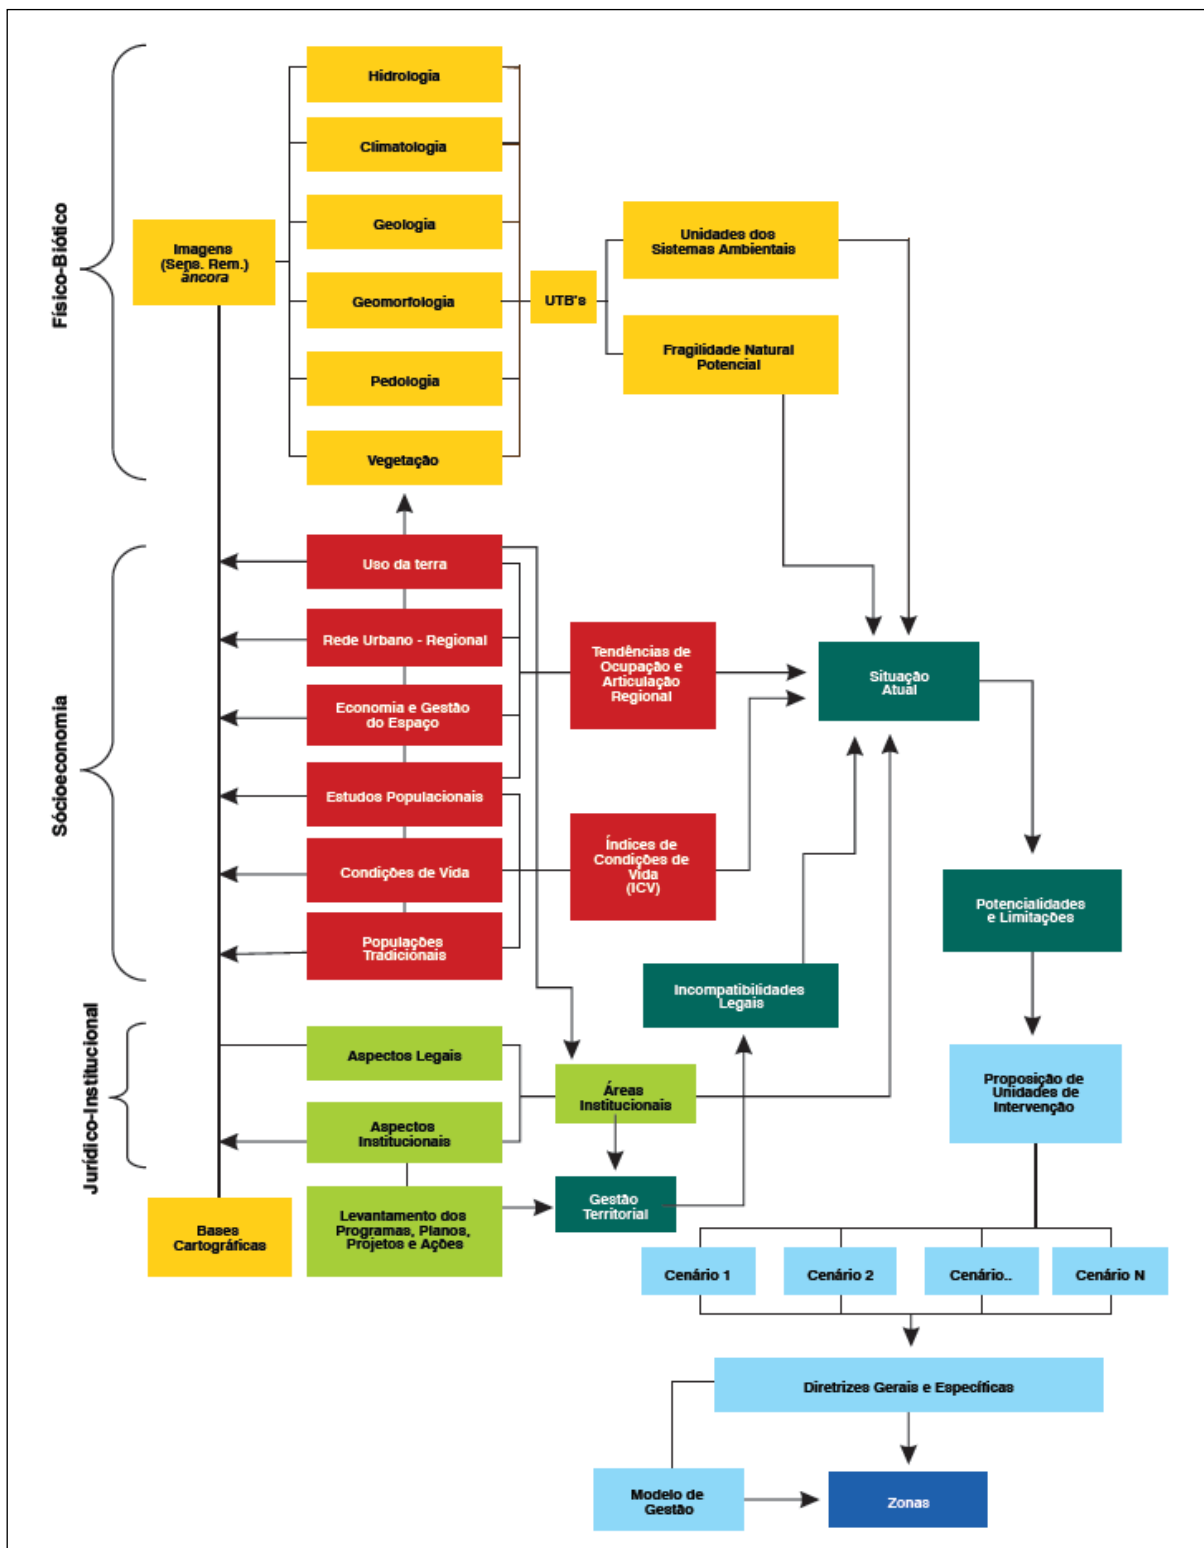 Físico-Biótico
Imagens
(Sens. Rem.)
âncora
Hidrologia
Climatologia
Geologia
Geomorfologia
Pedologia
Vegetação
UTB's
Unidades dos
Sistemas Ambientais
Fragilidade Natural
Potencial
Sócioeconomia
Uso da terra
Rede Urbano - Regional
Economia e Gestão
do Espaço
Estudos Populacionais
Condições de Vida
Populações
Tradicionais
Tendências de
Ocupação e
Articulação
Regional
Índices de
Condições de
Vida
(ICV)
Situação
Atual
Potencialidades
e Limitações
Incompatibilidades
Legais
Jurídico-Institucional
Aspectos Legais
Aspectos
Institucionais
Levantamento dos
Programas, Planos,
Projetos e Ações
Áreas
Institucionais
Gestão
Territorial
Bases
Cartográficas
Proposição de
Unidades de
Intervenção
Cenário 1
Cenário 2
Cenário..
Cenário N
Diretrizes Gerais e Específicas
Modelo de
Gestão
Zonas